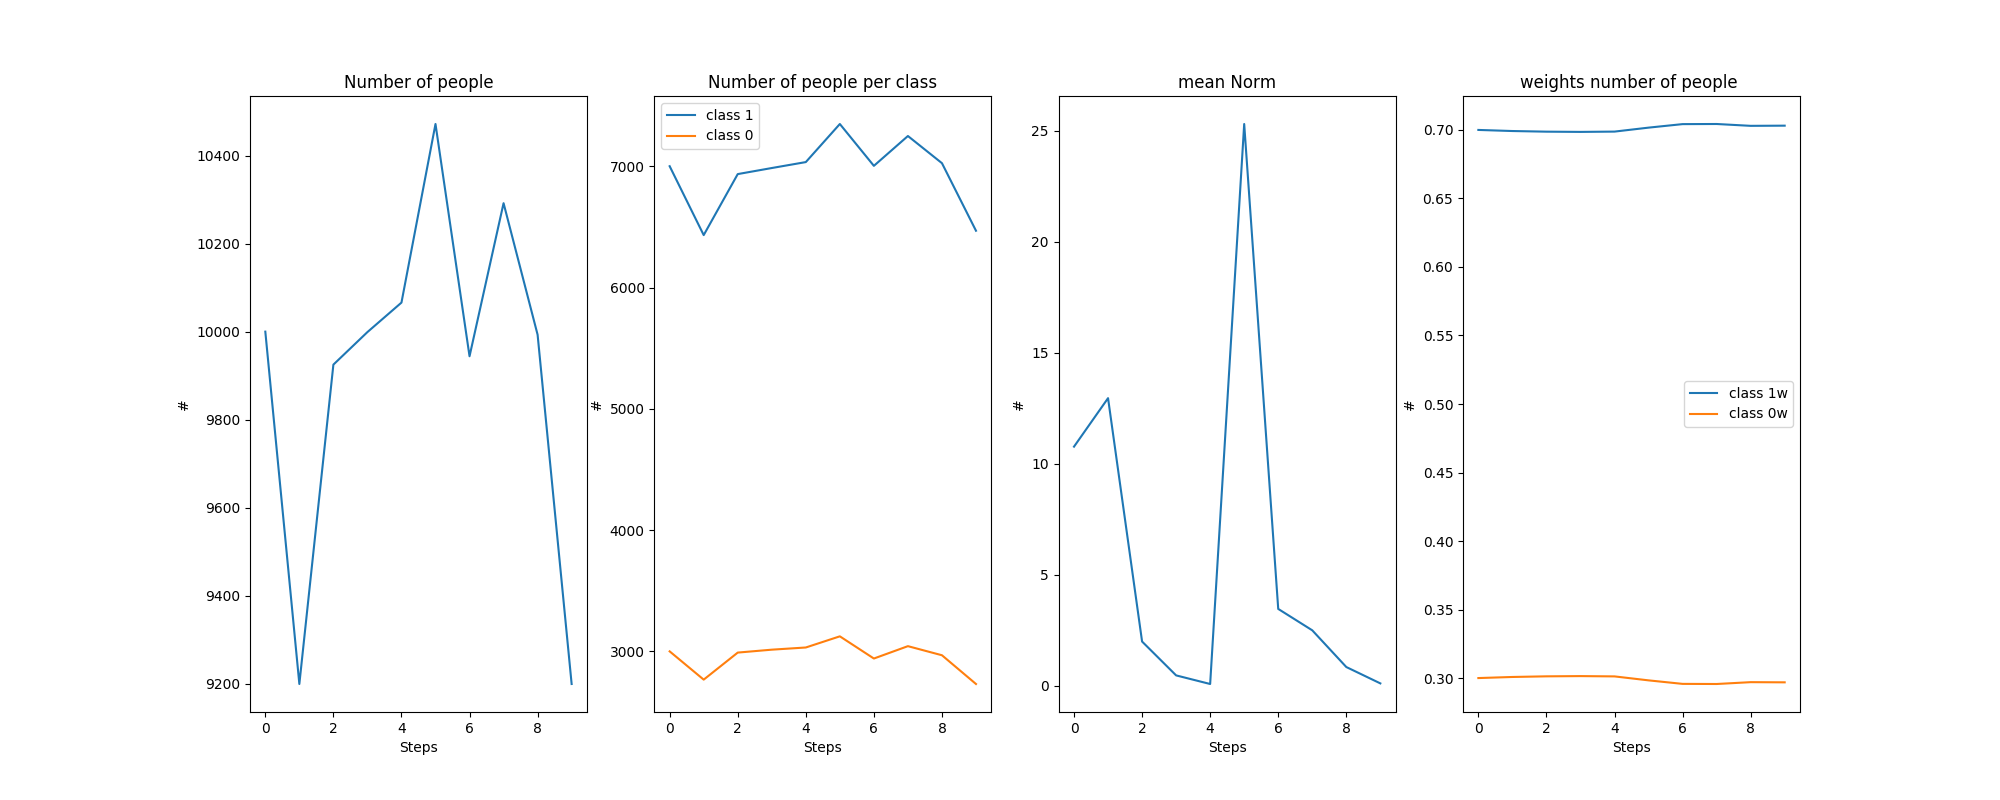 Number of people
10400
10200
10000
9800
9600
9400
9200
#
0 2 4 6 8
Steps
Number of people per class
class 1
class 0
7000
6000
5000
4000
3000
#
0 2 4 6 8
Steps
mean Norm
25
20
15
10
5
0
#
0 2 4 6 8
Steps
weights number of people
0.70
0.65
0.60
0.55
0.50
0.45
0.40
0.35
0.30
#
class 1w
class 0w
0 2 4 6 8
Steps